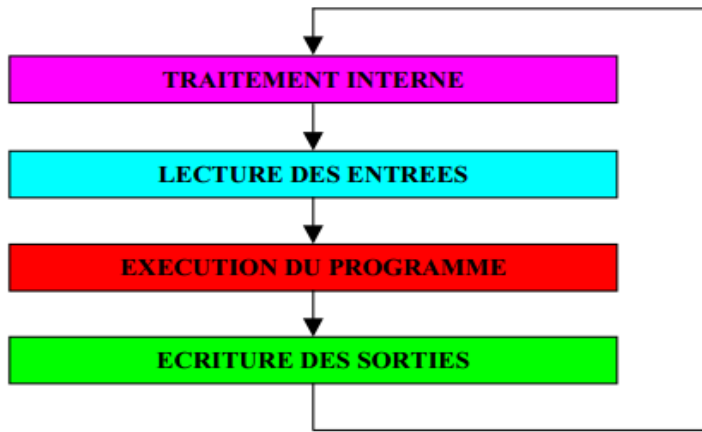 TRAITEMENT INTERNE
LECTURE DES ENTREES
EXECUTION DU PROGRAMME
ECRITURE DES SORTIES